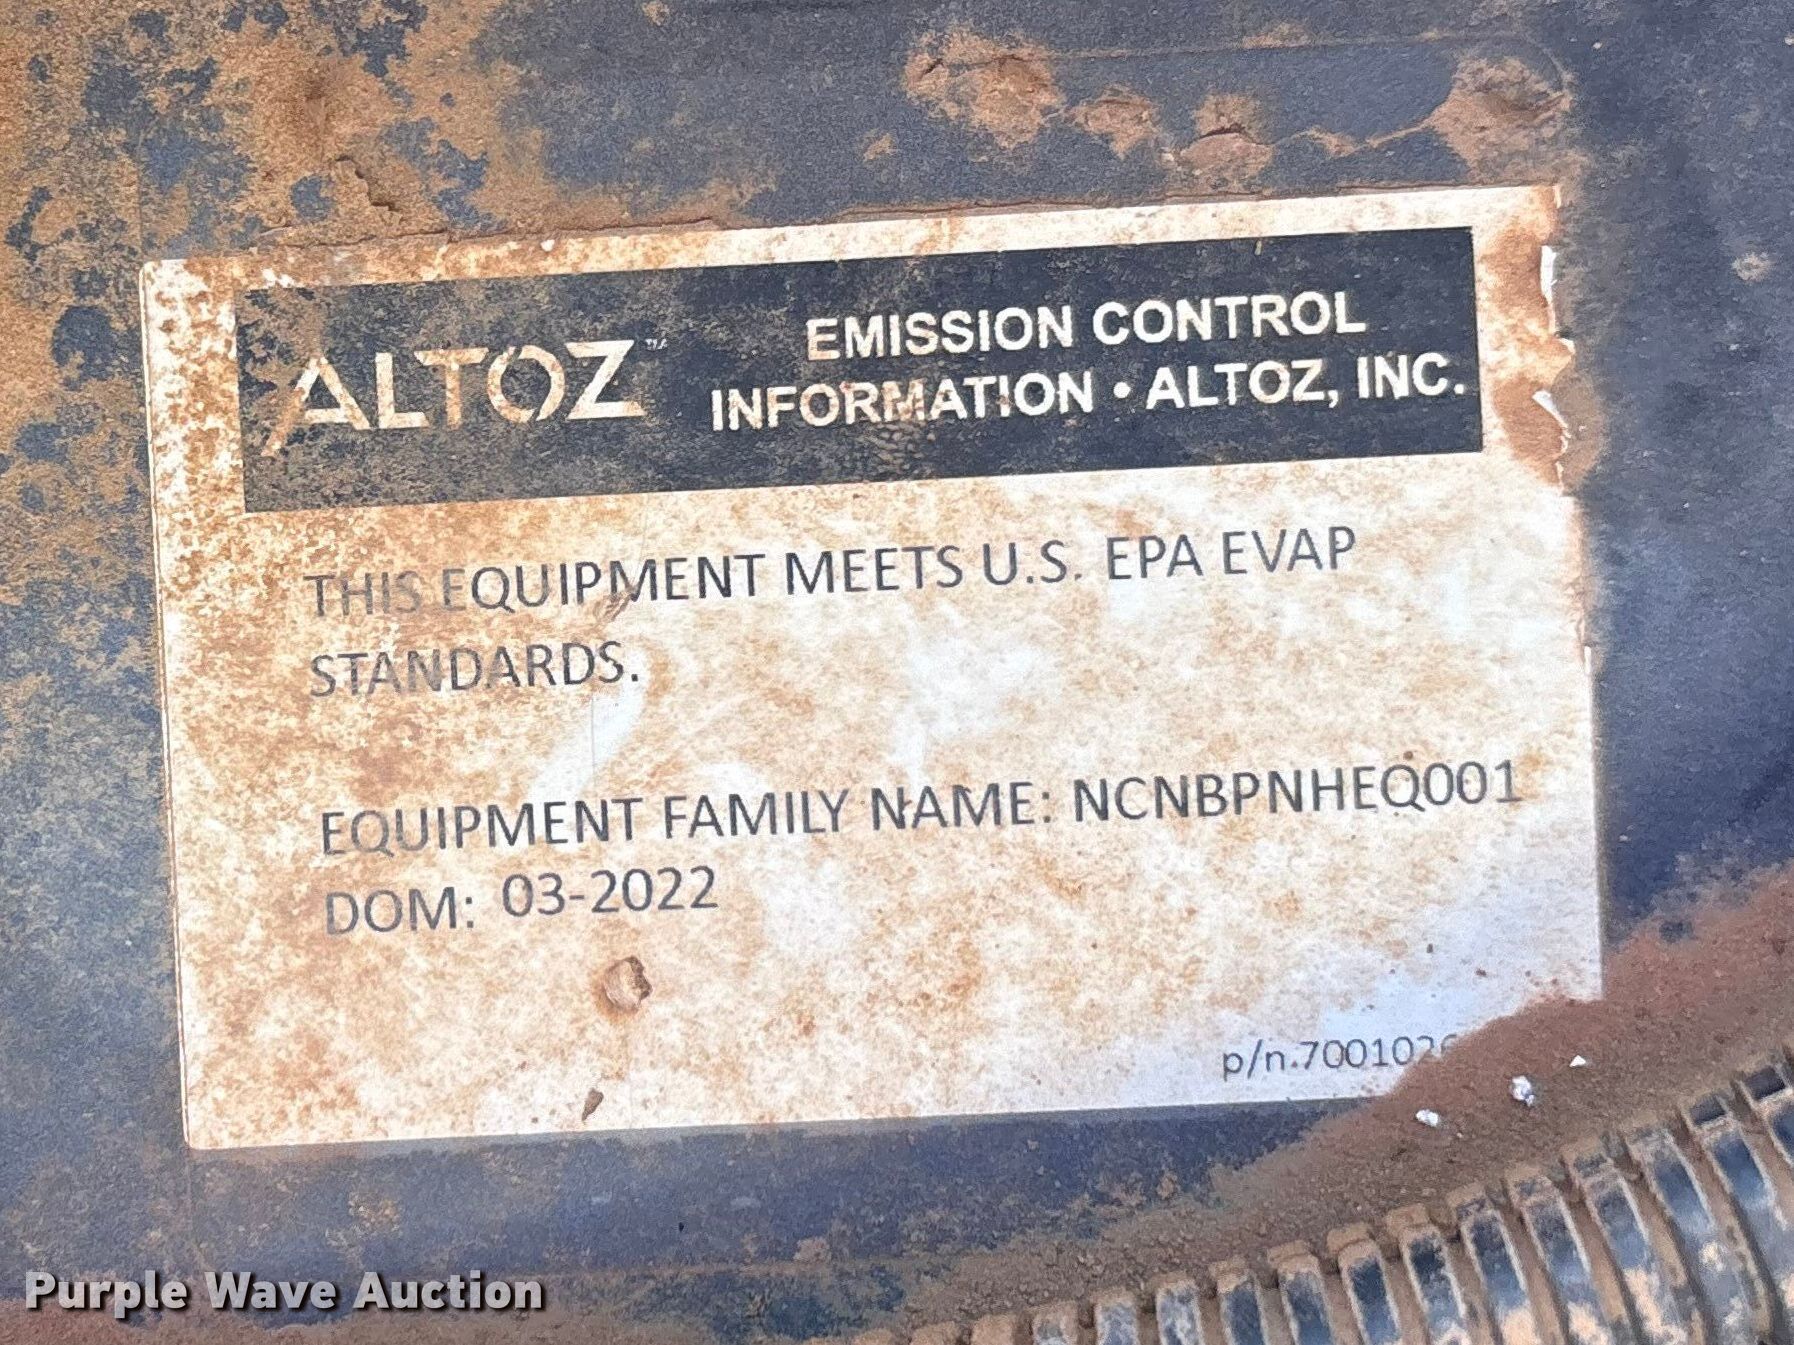 ALTOZ™
EMISSION CONTROL
INFORMATION • ALTOZ, INC.
THIS EQUIPMENT MEETS U.S. EPA EVAP
STANDARDS.
EQUIPMENT FAMILY NAME: NCNBPNHEQ001
DOM: 03-2022
Purple Wave Auction